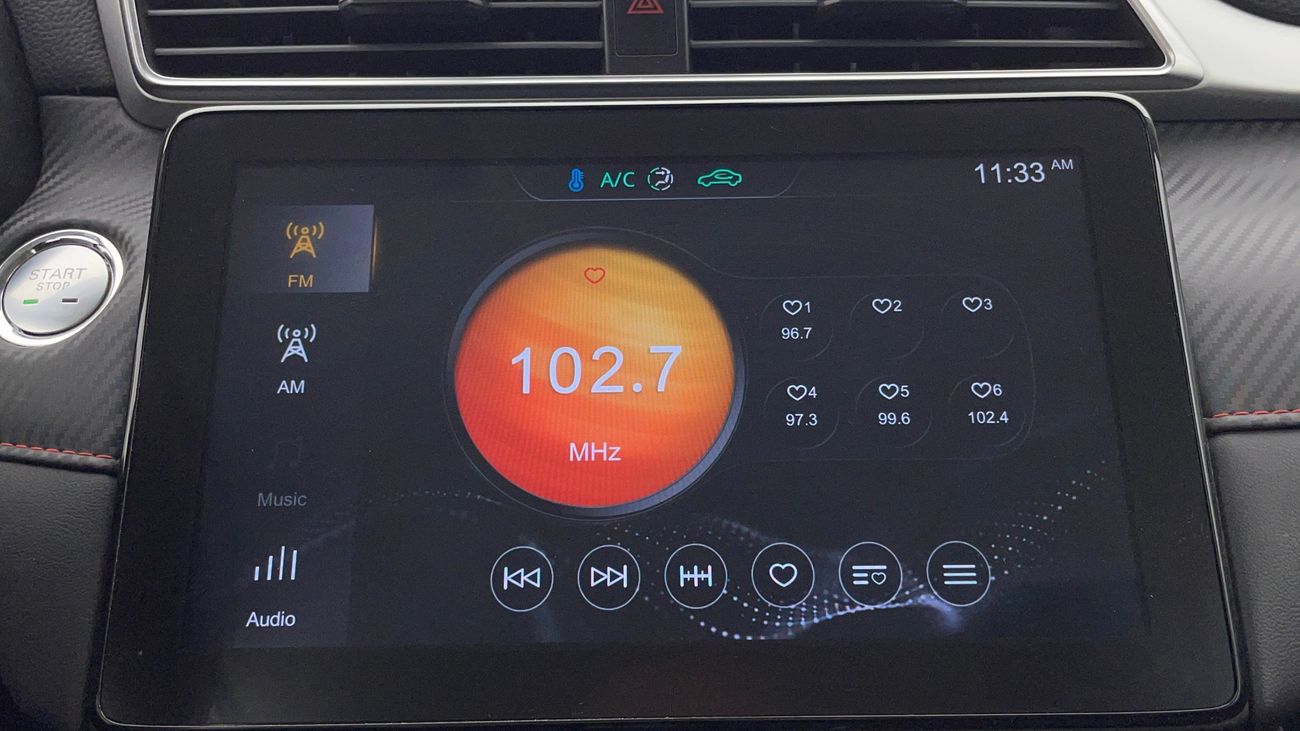 A/C
11:33 AM
START
STOP
FM
AM
Music
Audio
102.7
MHz
1
96.7
2
3
4
97.3
5
99.6
6
102.4